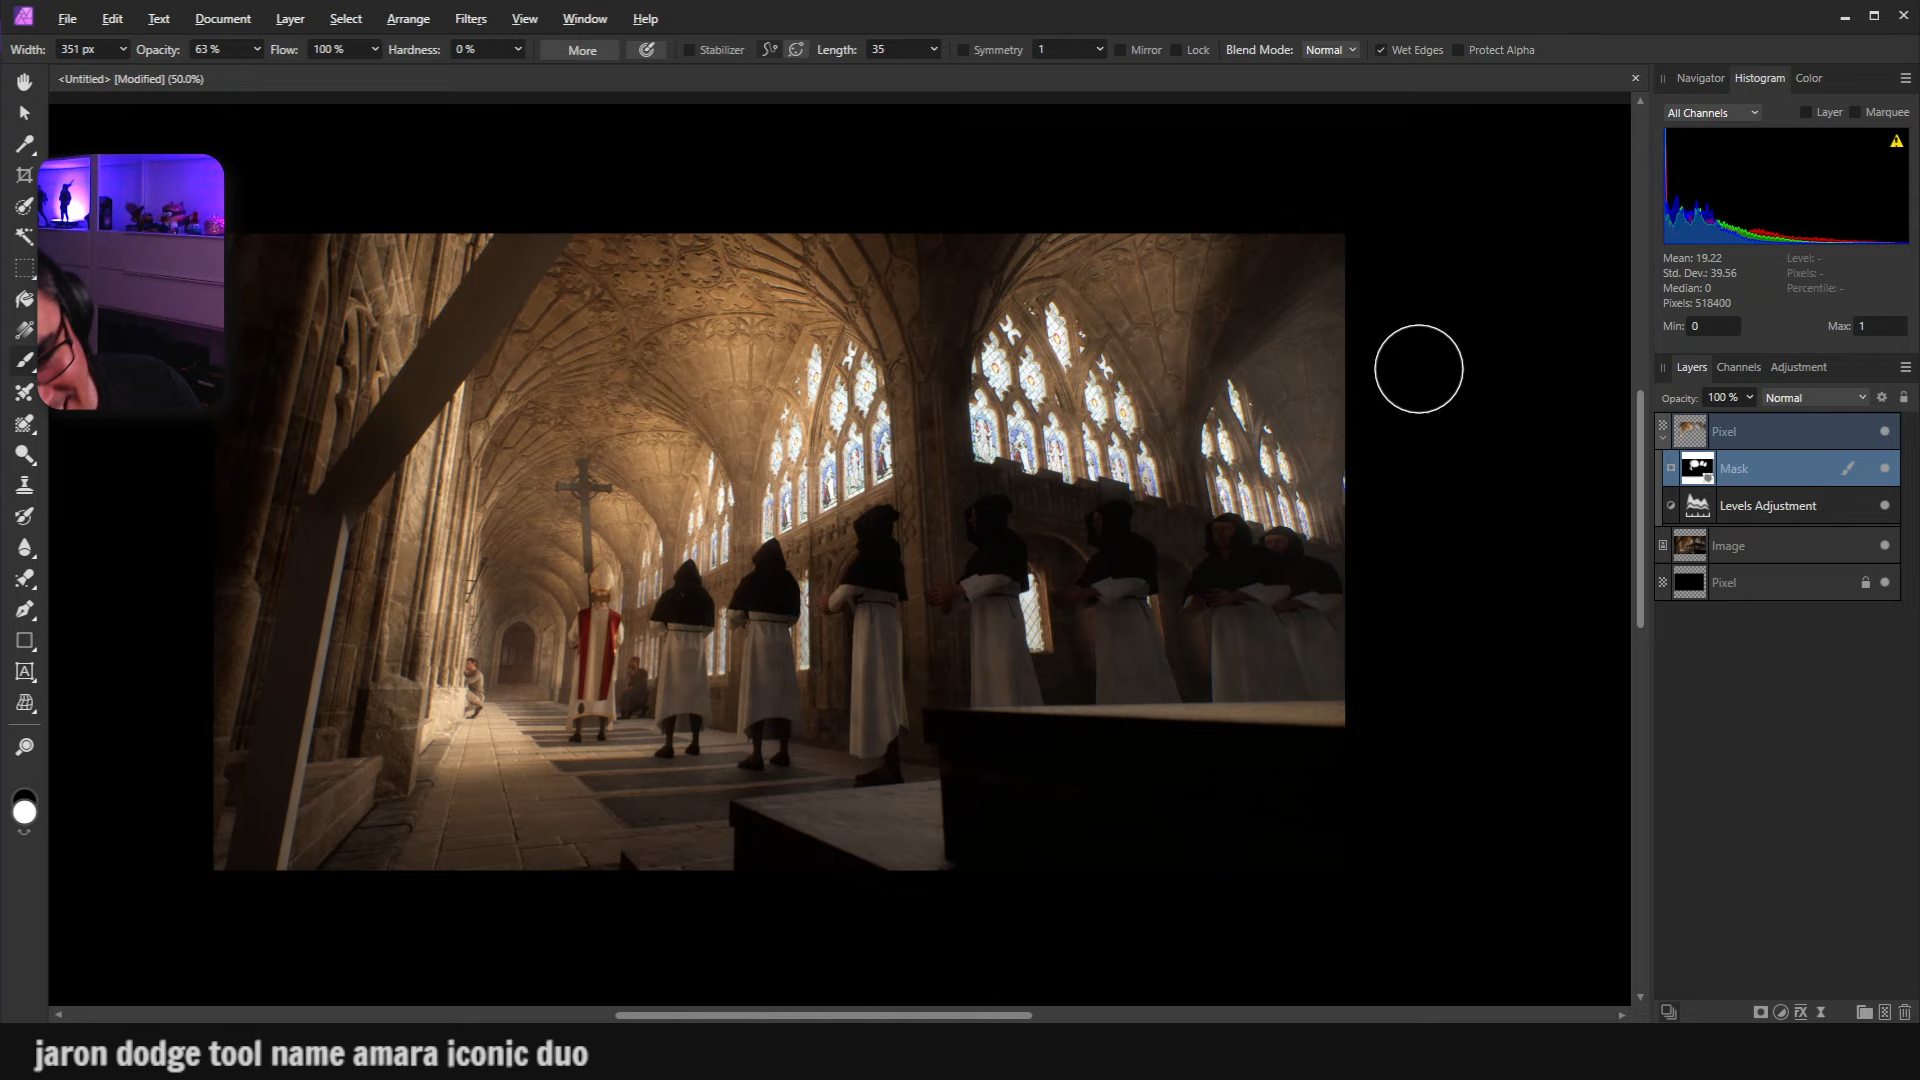 File Edit Text Document Layer Select Arrange Filters View Window Help
Width: 351 px Opacity: 63 % Flow: 100 % Hardness: 0 % More Stabilizer Length: 35 Symmetry 1 Mirror Lock Blend Mode: Normal Wet Edges Protect Alpha
<Untitled> [Modified] (50.0%)
Navigator Histogram Color
All Channels Layer Marquee
Mean: 19.22 Level: -
Std. Dev.: 39.56 Pixels: -
Median: 0 Percentile: -
Pixels: 518400
Min: 0 Max: 1
Layers Channels Adjustment
Opacity: 100 % Normal
Pixel
Mask
Levels Adjustment
Image
Pixel
jaron dodge tool name amara iconic duo